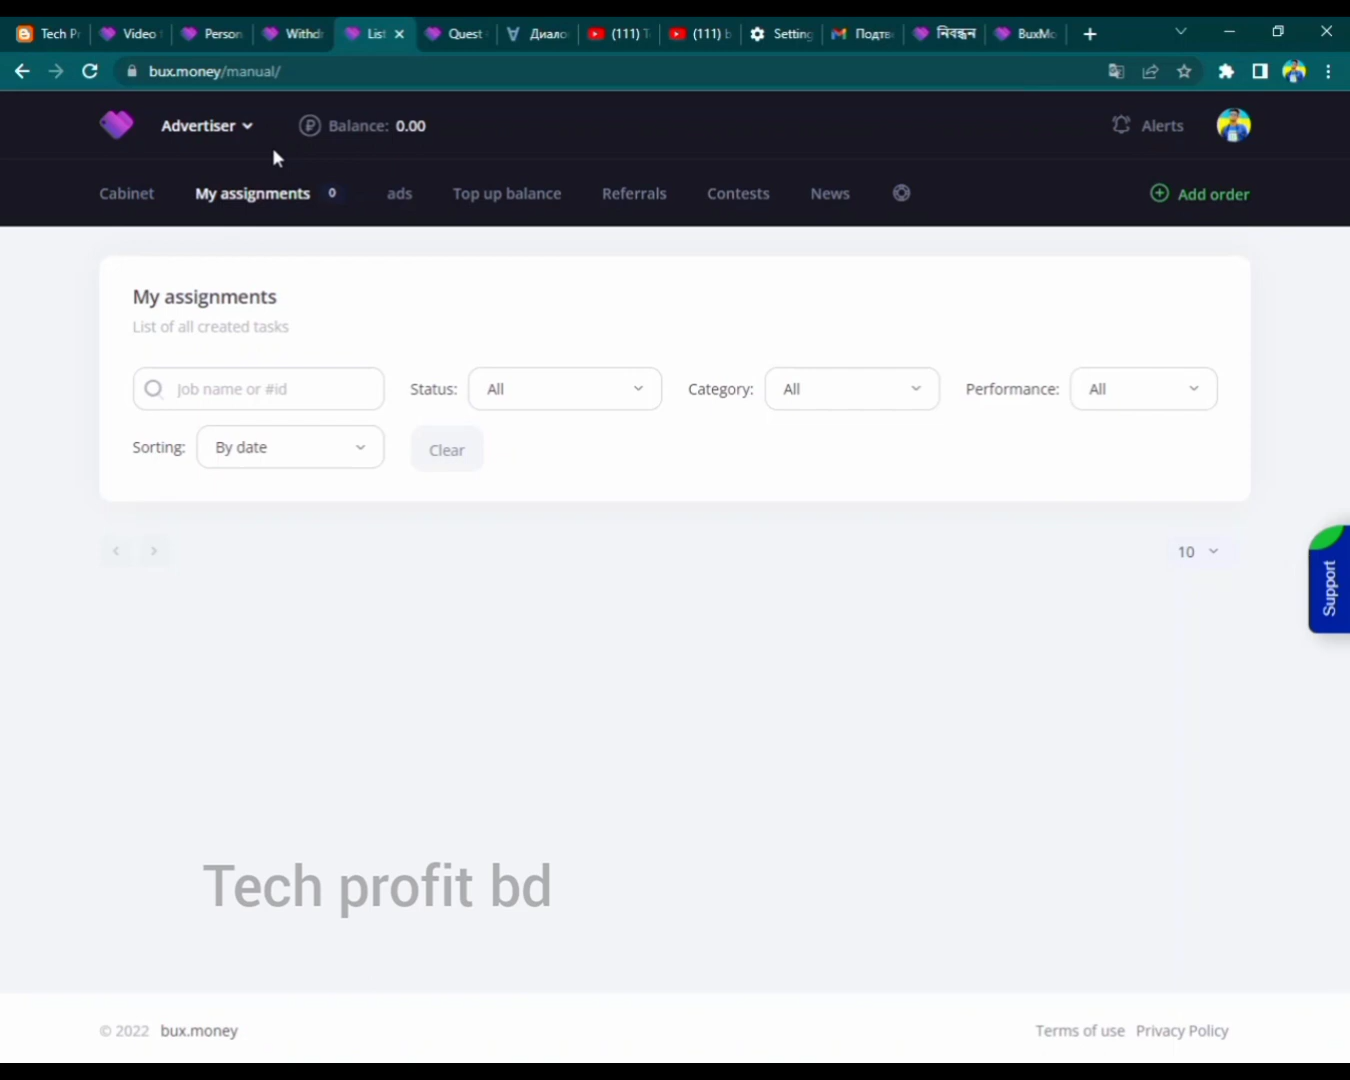 Tech P
Video
Person
Withd
List
Quest
Диало
(111) T
(111) b
Setting
Подтв
নিবন্ধন
BuxMo
bux.money/manual/
Advertiser
Balance: 0.00
Alerts
Cabinet
My assignments 0
ads
Top up balance
Referrals
Contests
News
Add order
My assignments
List of all created tasks
Job name or #id
Status: All
Category: All
Performance: All
Sorting: By date
Clear
10
Support
Tech profit bd
© 2022 bux.money
Terms of use Privacy Policy